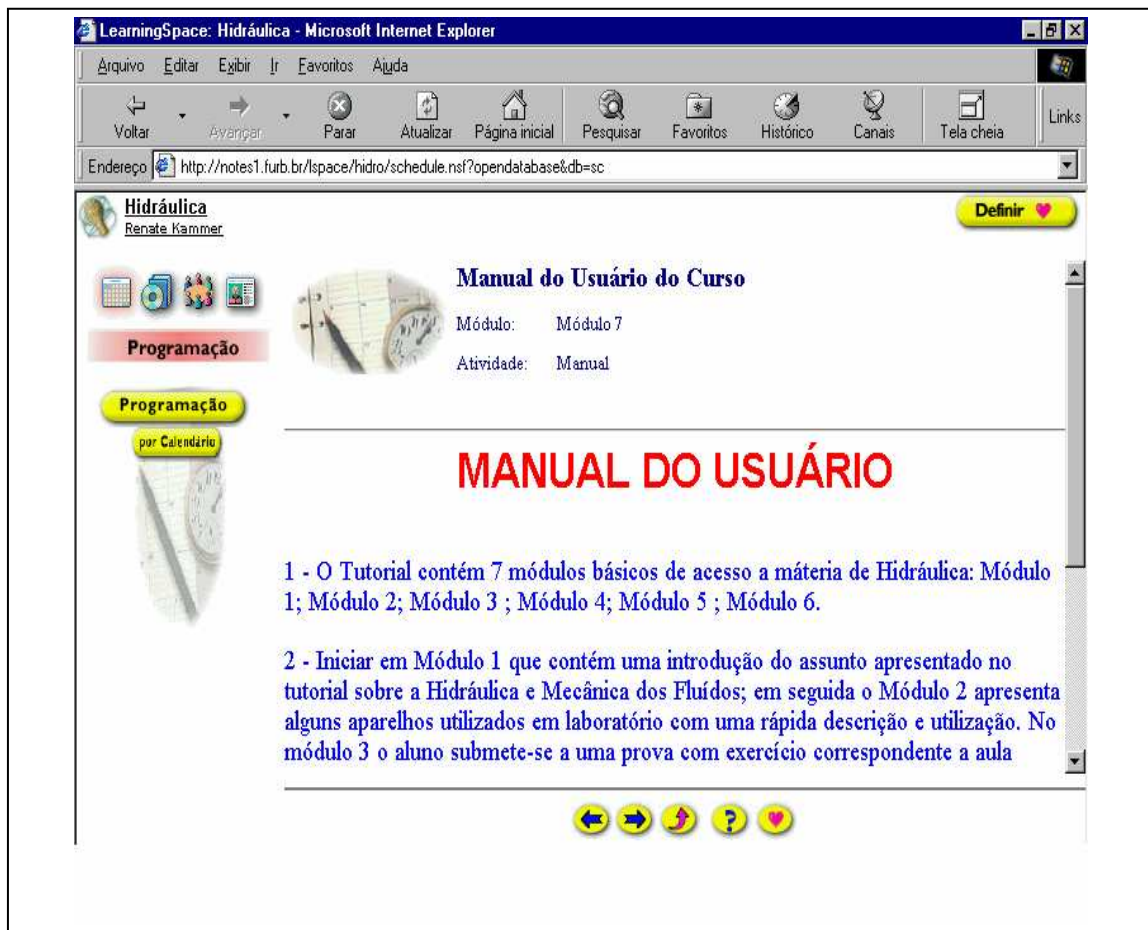 LearningSpace: Hidráulica - Microsoft Internet Explorer
Arquivo Editar Exibir Ir Favoritos Ajuda
Voltar Avançar Parar Atualizar Página inicial Pesquisar Favoritos Histórico Canais Tela cheia Links
Endereço http://notes1.furb.br/lspace/hidro/schedule.nsf?opendatabase&db=sc
Hidráulica
Renate Kammer
Definir
Programação
Programação
por Calendário
Manual do Usuário do Curso
Módulo: Módulo 7
Atividade: Manual
MANUAL DO USUÁRIO
1 - O Tutorial contém 7 módulos básicos de acesso a máteria de Hidráulica: Módulo
1; Módulo 2; Módulo 3 ; Módulo 4; Módulo 5 ; Módulo 6.
2 - Iniciar em Módulo 1 que contém uma introdução do assunto apresentado no
tutorial sobre a Hidráulica e Mecânica dos Fluídos; em seguida o Módulo 2 apresenta
alguns aparelhos utilizados em laboratório com uma rápida descrição e utilização. No
módulo 3 o aluno submete-se a uma prova com exercício correspondente a aula